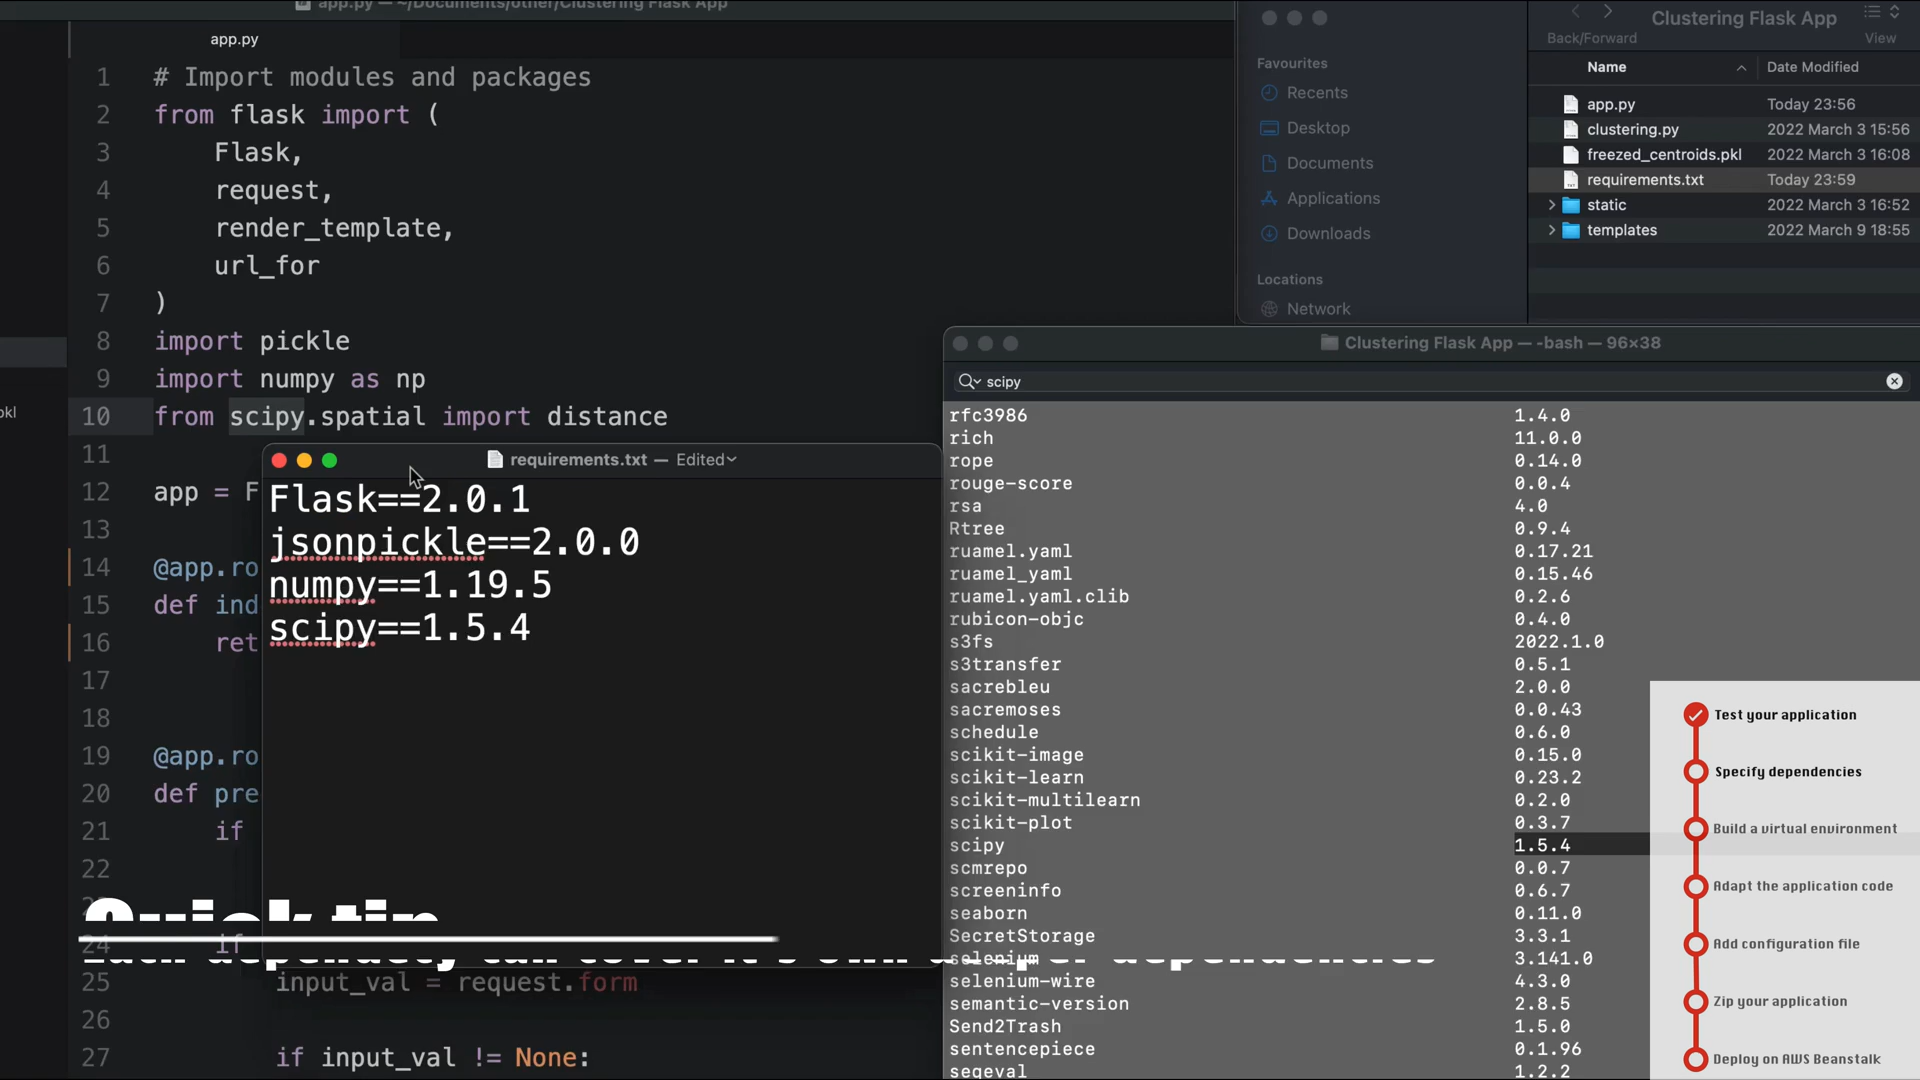 app.py — ~/Documents/other/Clustering Flask App
app.py
1 # Import modules and packages
2 from flask import (
3 Flask,
4 request,
5 render_template,
6 url_for
7 )
8 import pickle
9 import numpy as np
10 from scipy.spatial import distance
11
12 app = F
13
14 @app.ro
15 def ind
16 ret
17
18
19 @app.ro
20 def pre
21 if
22
24 if
25 input_val = request.form
26
27 if input_val != None:
pkl
requirements.txt — Edited
Flask==2.0.1
jsonpickle==2.0.0
numpy==1.19.5
scipy==1.5.4
Quick tip
Favourites
Recents
Desktop
Documents
Applications
Downloads
Locations
Network
Clustering Flask App
Back/Forward
View
Name Date Modified
app.py Today 23:56
clustering.py 2022 March 3 15:56
freezed_centroids.pkl 2022 March 3 16:08
requirements.txt Today 23:59
static 2022 March 3 16:52
templates 2022 March 9 18:55
Clustering Flask App — -bash — 96×38
scipy
rfc3986 1.4.0
rich 11.0.0
rope 0.14.0
rouge-score 0.0.4
rsa 4.0
Rtree 0.9.4
ruamel.yaml 0.17.21
ruamel_yaml 0.15.46
ruamel.yaml.clib 0.2.6
rubicon-objc 0.4.0
s3fs 2022.1.0
s3transfer 0.5.1
sacrebleu 2.0.0
sacremoses 0.0.43
schedule 0.6.0
scikit-image 0.15.0
scikit-learn 0.23.2
scikit-multilearn 0.2.0
scikit-plot 0.3.7
scipy 1.5.4
scmrepo 0.0.7
screeninfo 0.6.7
seaborn 0.11.0
SecretStorage 3.3.1
selenium 3.141.0
selenium-wire 4.3.0
semantic-version 2.8.5
Send2Trash 1.5.0
sentencepiece 0.1.96
seqeval 1.2.2
Test your application
Specify dependencies
Build a virtual environment
Adapt the application code
Add configuration file
Zip your application
Deploy on AWS Beanstalk